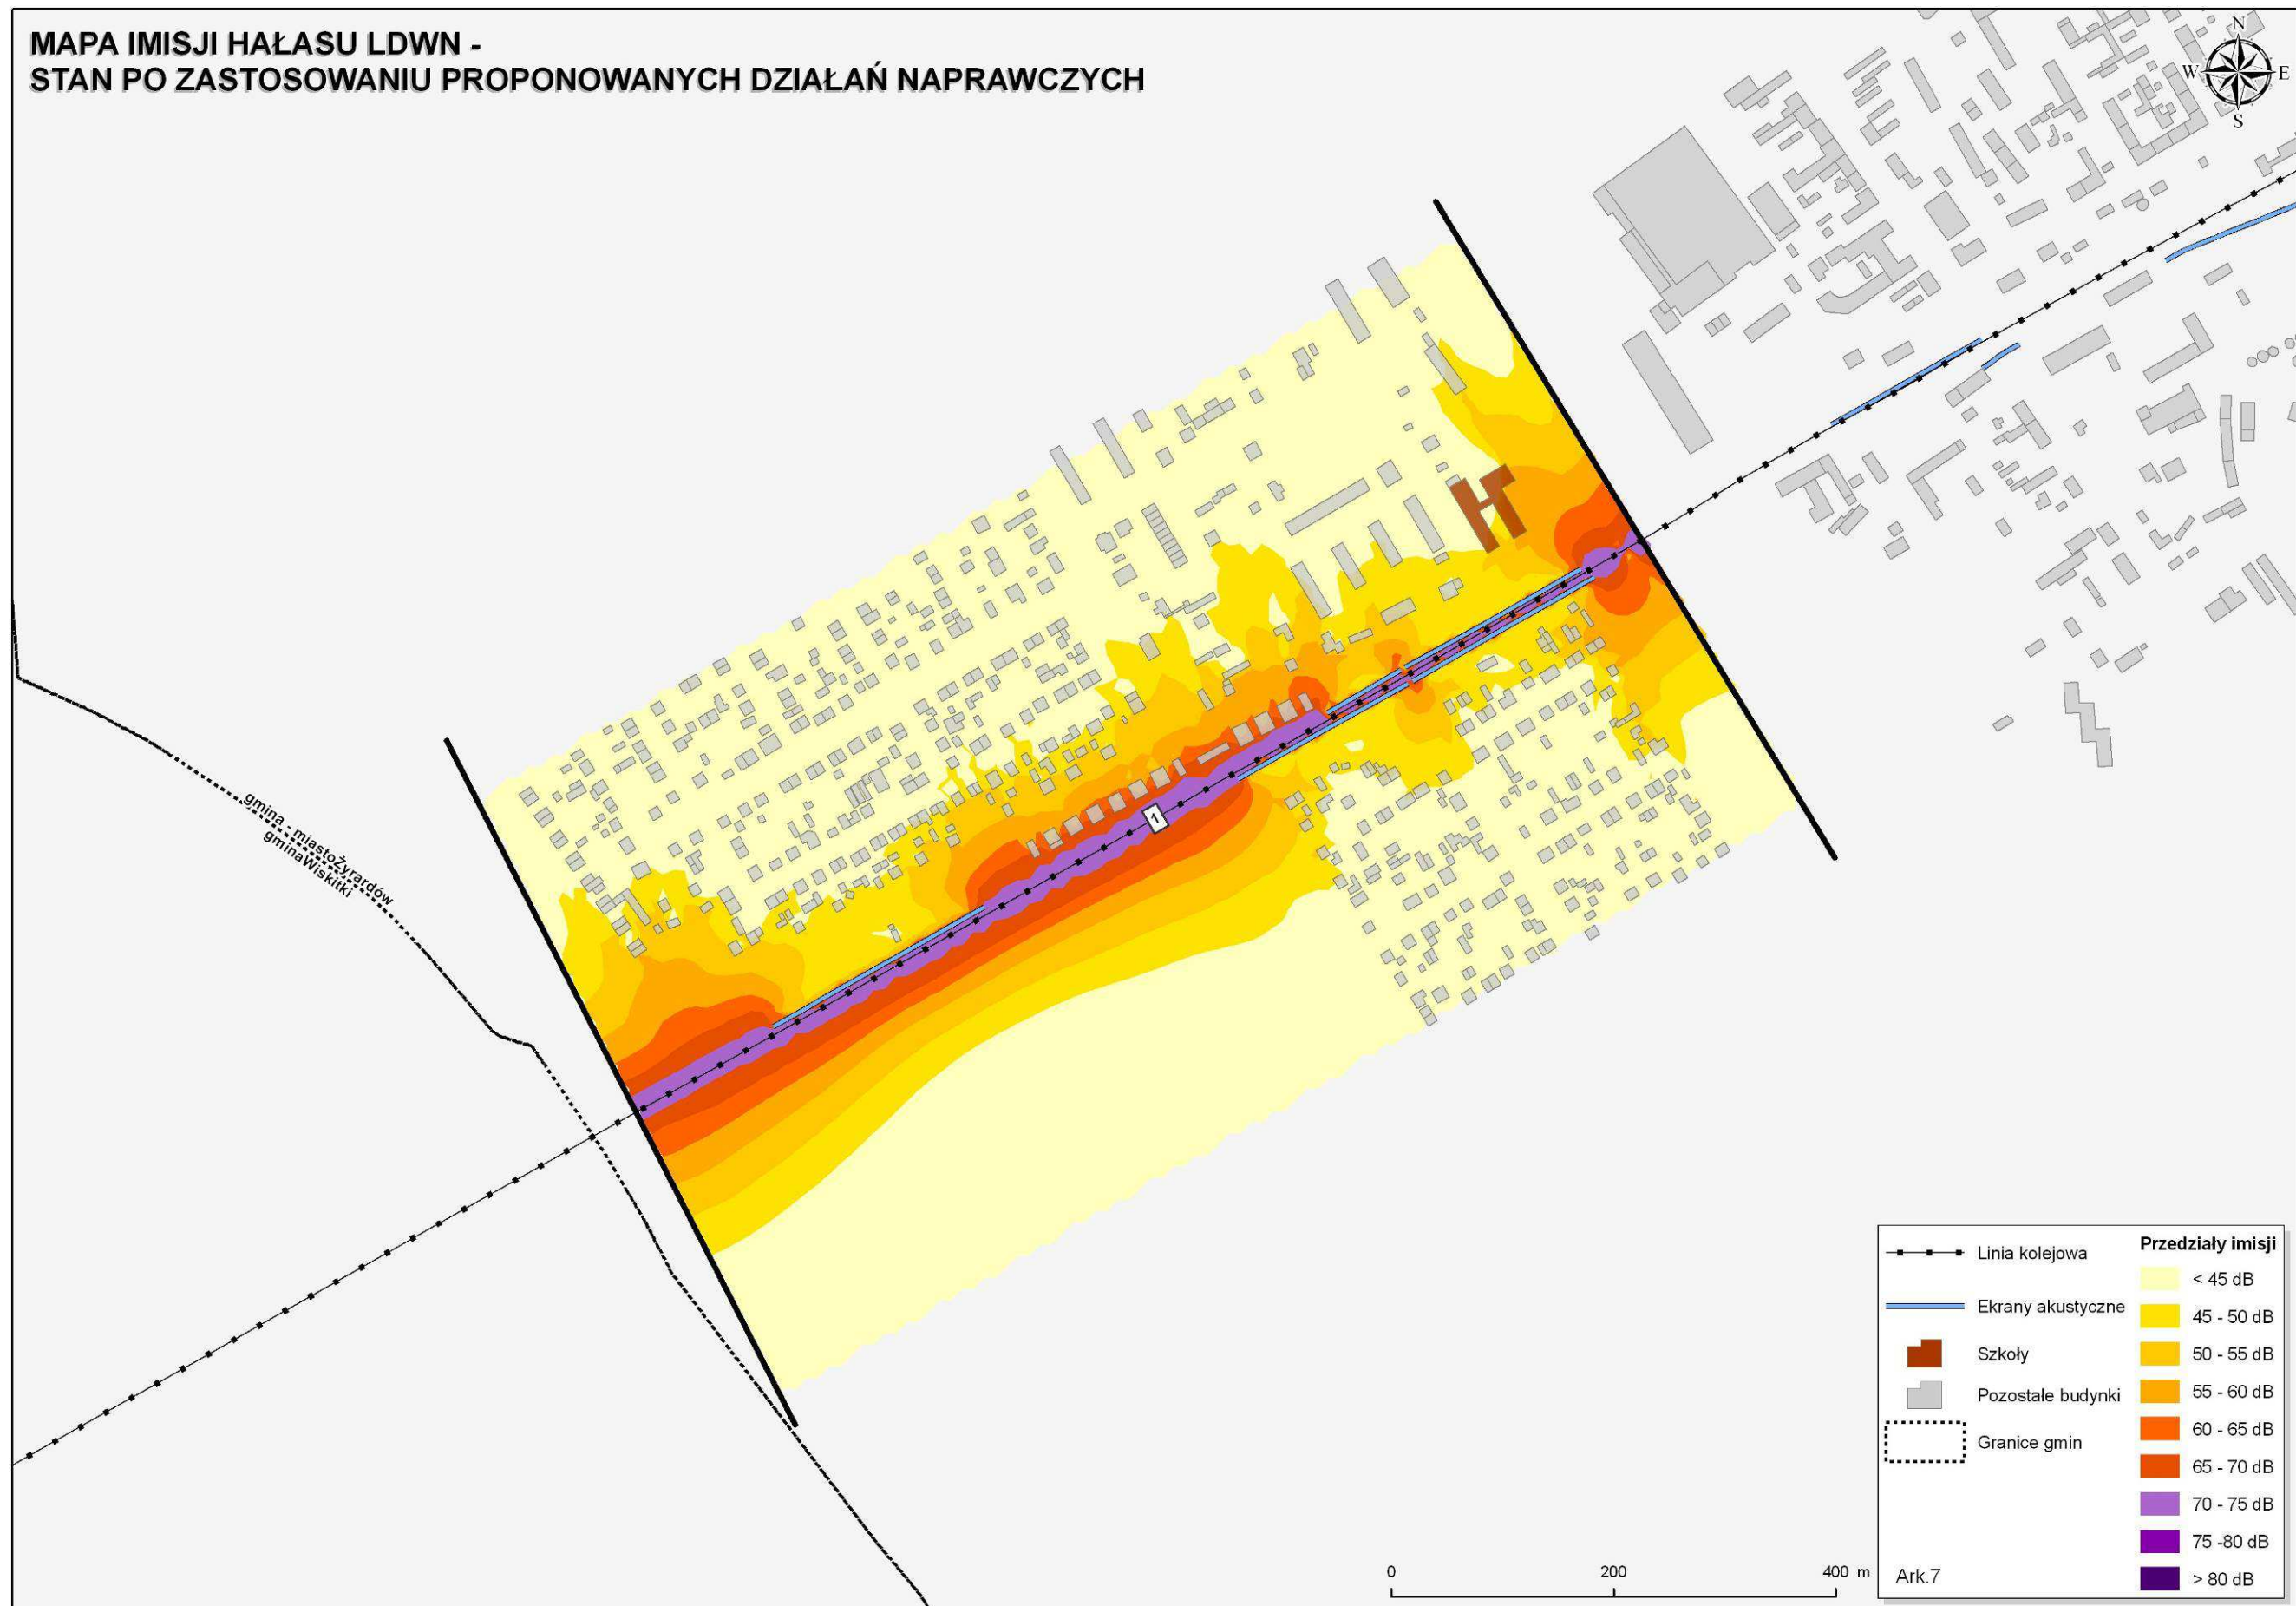 MAPA IMISJI HAŁASU LDWN -
STAN PO ZASTOSOWANIU PROPONOWANYCH DZIAŁAŃ NAPRAWCZYCH
N
W
E
S
gmina - miastoŻyrardów
gminaWiskitki
1
Linia kolejowa
Ekrany akustyczne
Szkoły
Pozostałe budynki
Granice gmin
Ark.7
Przedziały imisji
< 45 dB
45 - 50 dB
50 - 55 dB
55 - 60 dB
60 - 65 dB
65 - 70 dB
70 - 75 dB
75 -80 dB
> 80 dB
0 200 400 m